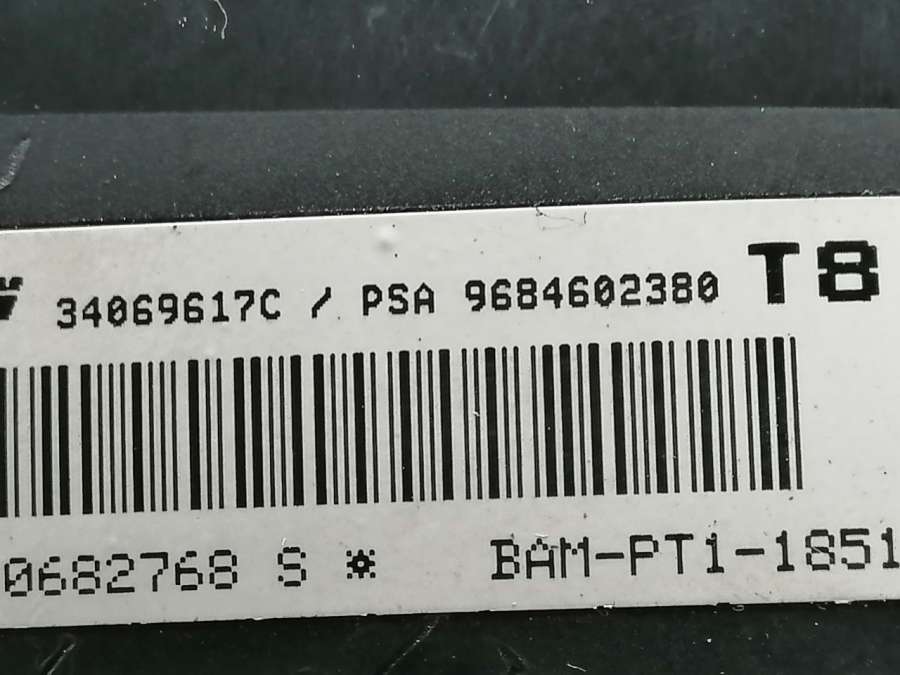 34069617C / PSA 9684602380 T8
0682768 S * BAM-PT1-1851